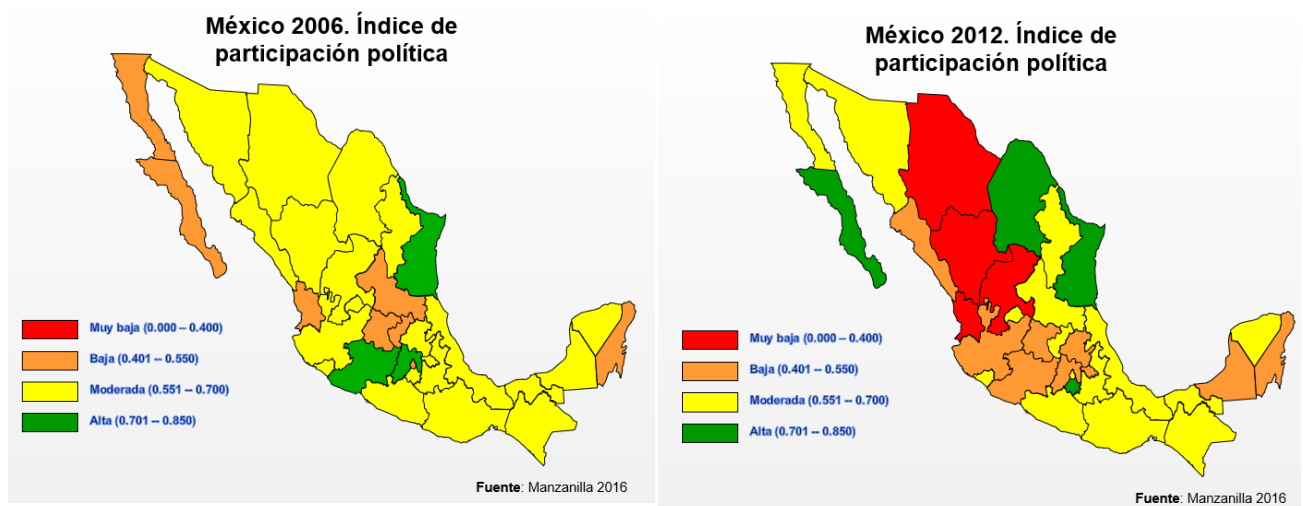 México 2006. Índice de
participación política
Muy baja (0.000 – 0.400)
Baja (0.401 -- 0.550)
Moderada (0.551 -- 0.700)
Alta (0.701 -- 0.850)
Fuente: Manzanilla 2016
México 2012. Índice de
participación política
Muy baja (0.000 – 0.400)
Baja (0.401 -- 0.550)
Moderada (0.551 -- 0.700)
Alta (0.701 -- 0.850)
Fuente: Manzanilla 2016